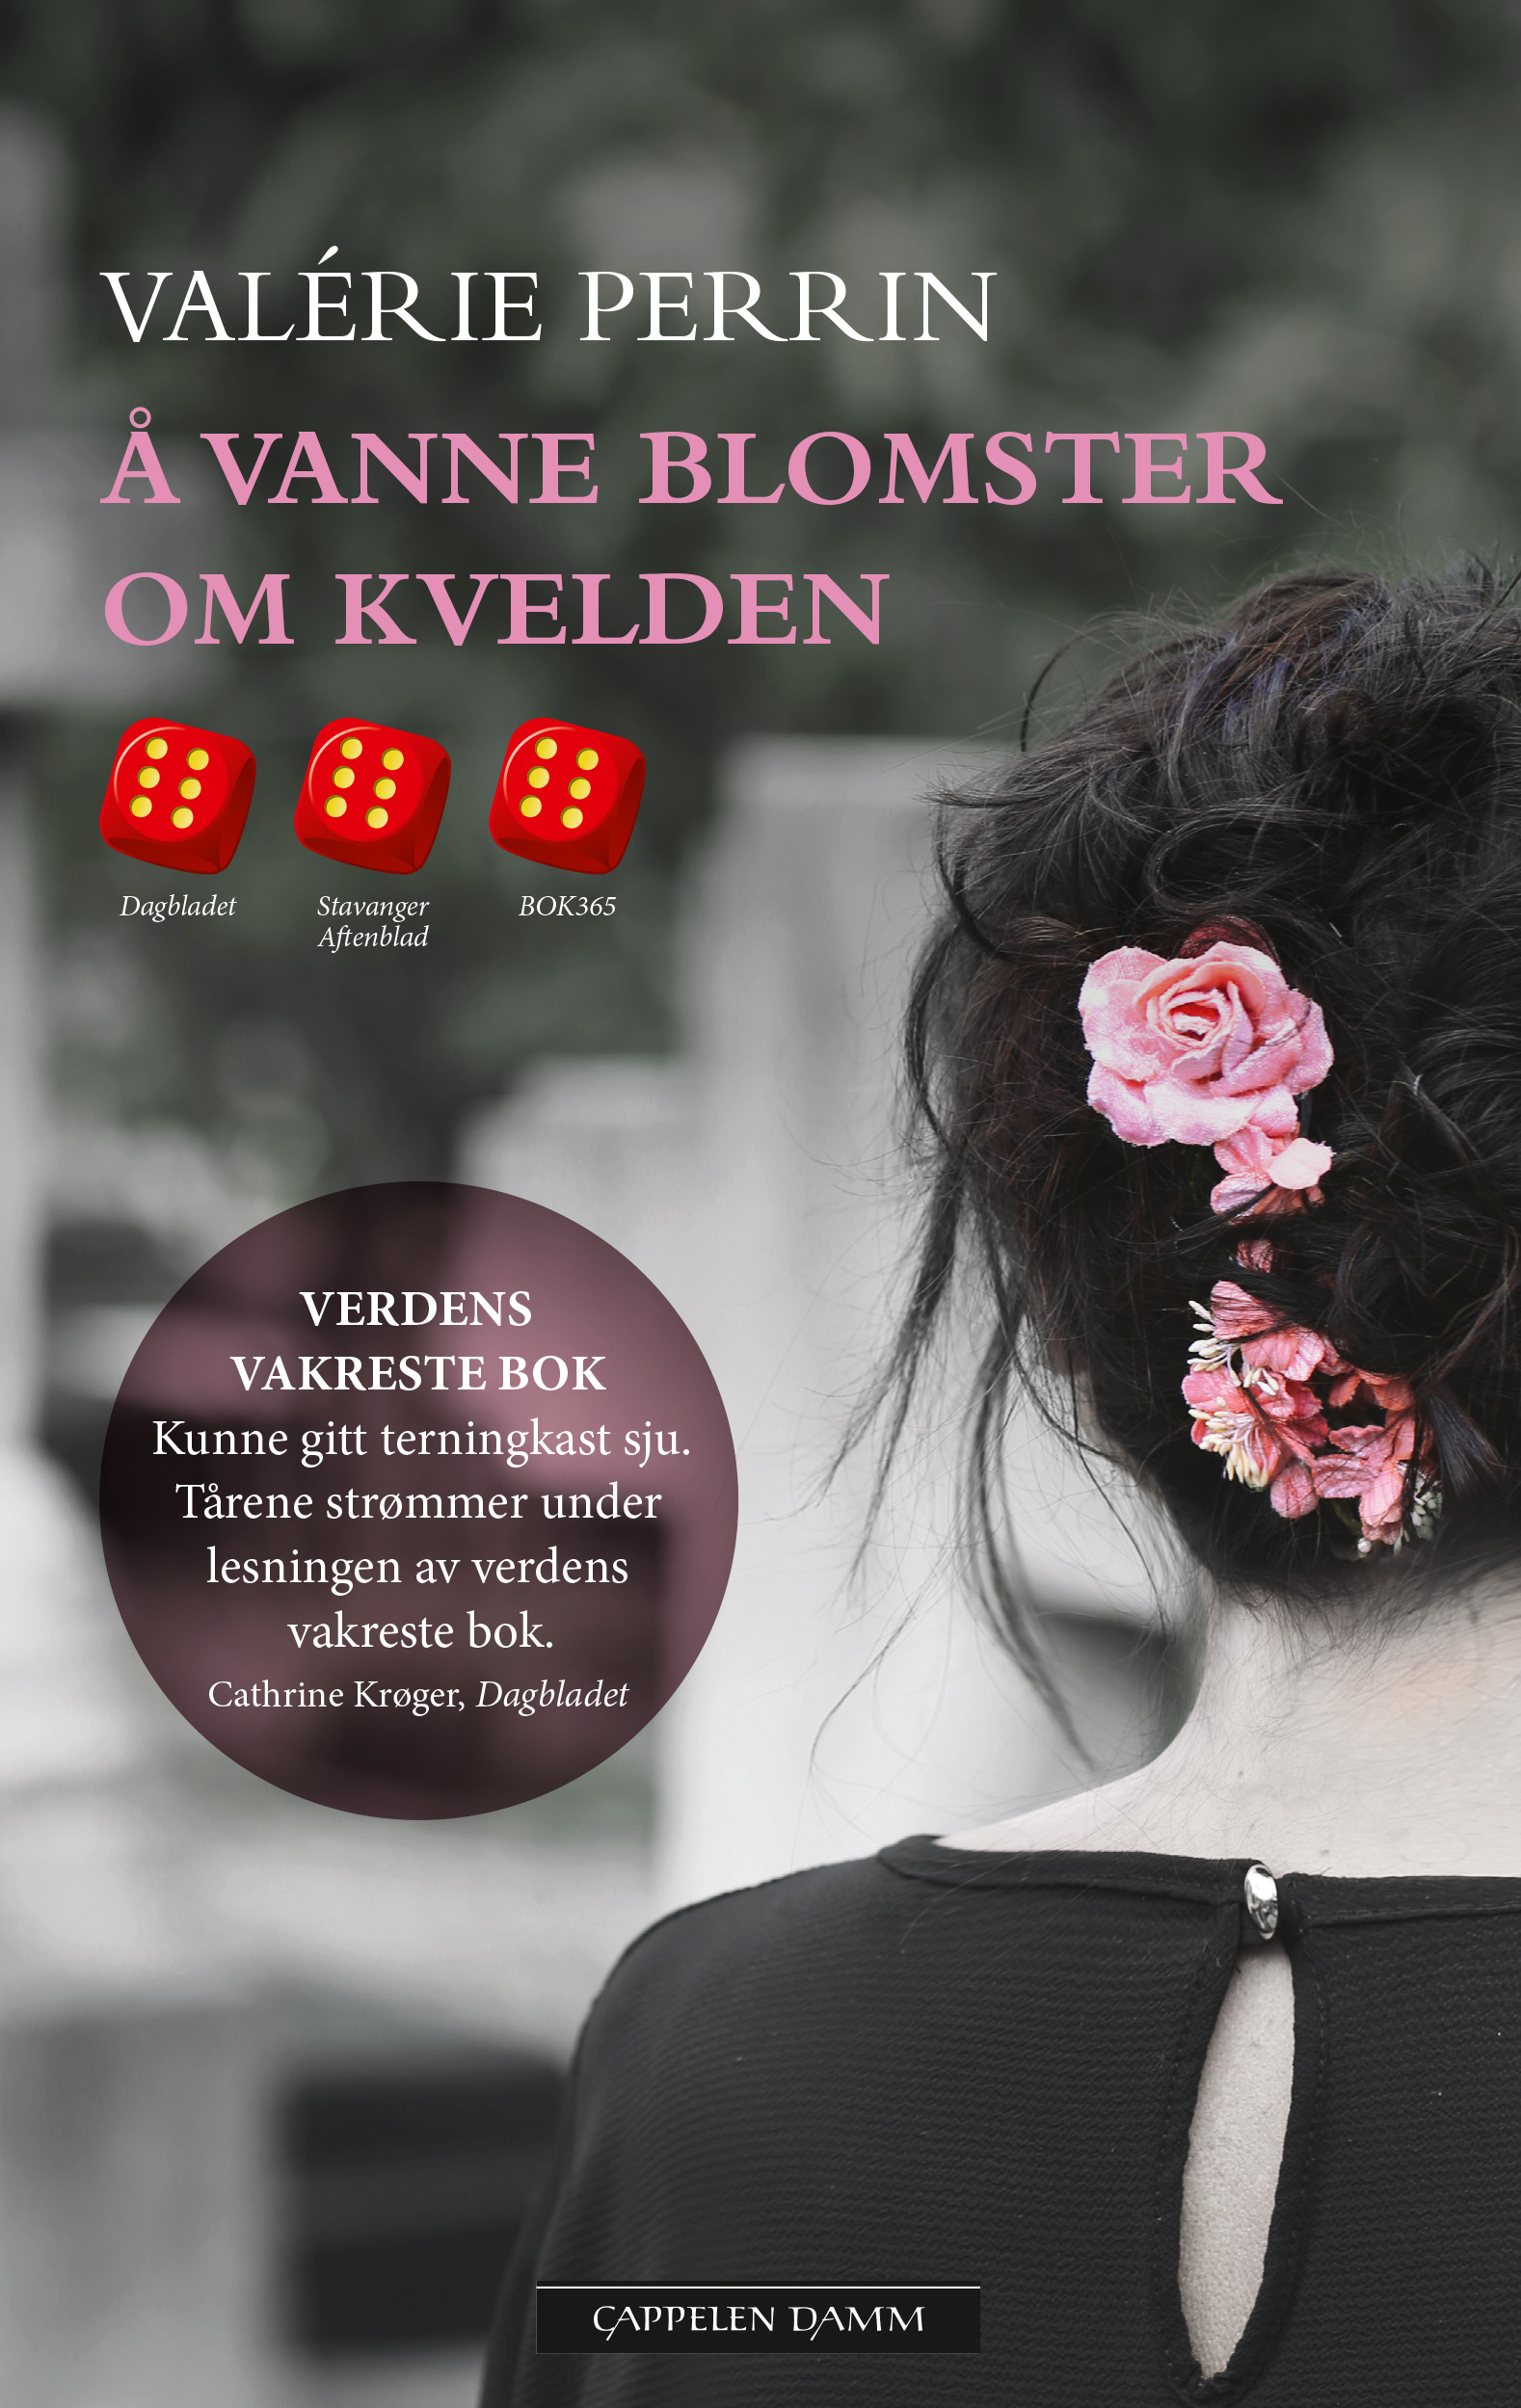 VALÉRIE PERRIN
Å VANNE BLOMSTER
OM KVELDEN
Dagbladet
Stavanger
Aftenblad
BOK365
VERDENS
VAKRESTE BOK
Kunne gitt terningkast sju.
Tårene strømmer under
lesningen av verdens
vakreste bok.
Cathrine Krøger, Dagbladet
CAPPELEN DAMM